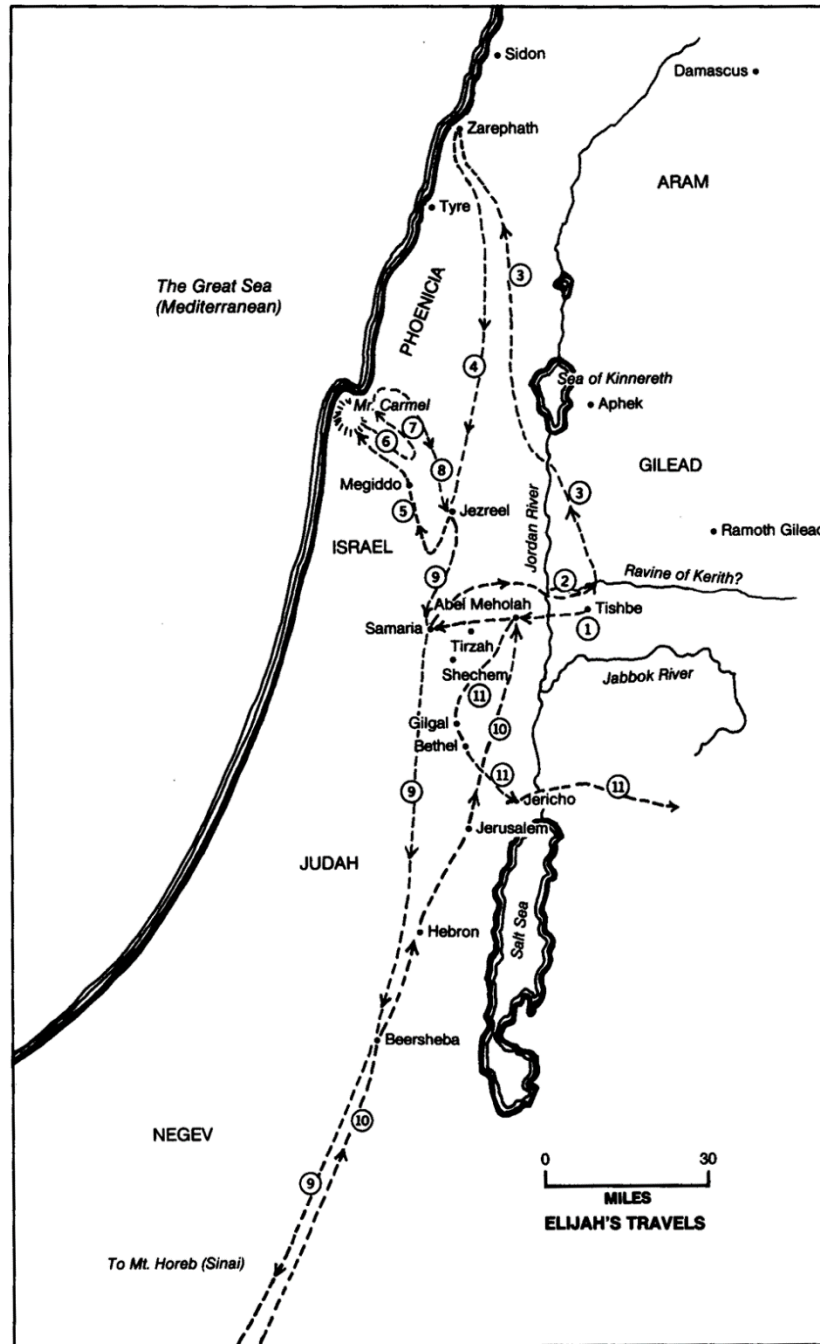 Sidon
Damascus
Zarephath
ARAM
Tyre
The Great Sea
(Mediterranean)
3
PHOENICIA
4
Sea of Kinnereth
Mr. Carmel
Aphek
7
6
8
GILEAD
Megiddo
3
5
Jezreel
Jordan River
Ramoth Gilead
ISRAEL
9
2
Ravine of Kerith?
Abel Meholah
Tishbe
Samaria
1
Tirzah
Shechem
Jabbok River
11
Gilgal
10
Bethel
11
11
9
Jericho
Jerusalem
JUDAH
Hebron
Salt Sea
Beersheba
10
NEGEV
0 30
9
MILES
ELIJAH'S TRAVELS
To Mt. Horeb (Sinai)